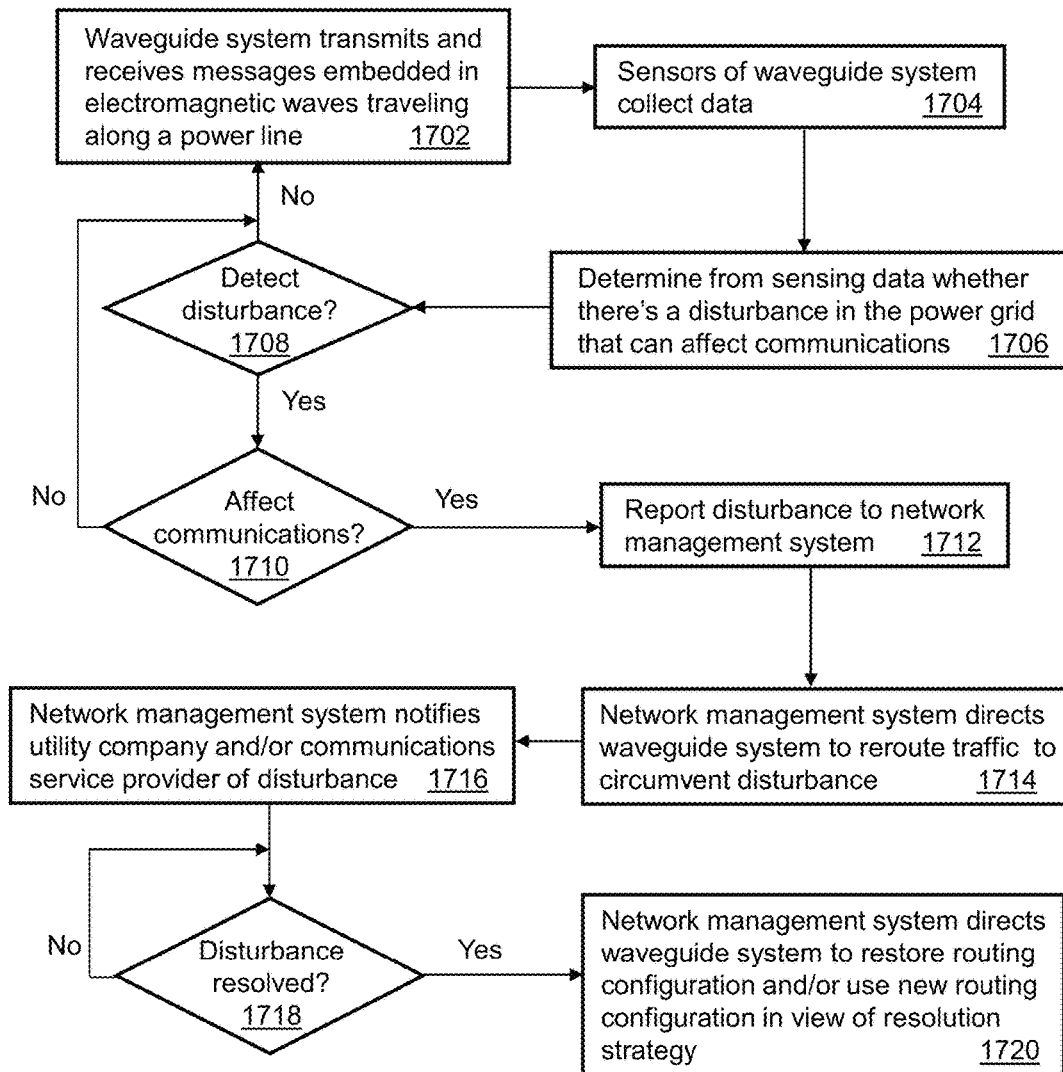 Waveguide system transmits and
receives messages embedded in
electromagnetic waves traveling
along a power line 1702
Sensors of waveguide system
collect data 1704
No
Detect
disturbance?
1708
Determine from sensing data whether
there's a disturbance in the power grid
that can affect communications 1706
Yes
No
Affect
communications?
1710
Yes
Report disturbance to network
management system 1712
Network management system notifies
utility company and/or communications
service provider of disturbance 1716
Network management system directs
waveguide system to reroute traffic to
circumvent disturbance 1714
No
Disturbance
resolved?
1718
Yes
Network management system directs
waveguide system to restore routing
configuration and/or use new routing
configuration in view of resolution
strategy 1720